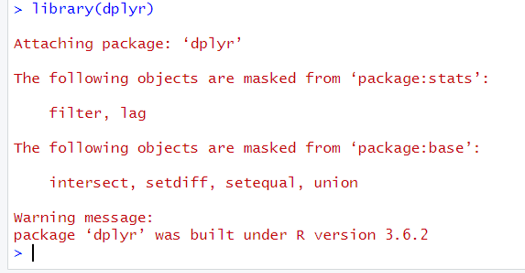 > library(dplyr)
Attaching package: ‘dplyr’
The following objects are masked from ‘package:stats’:
filter, lag
The following objects are masked from ‘package:base’:
intersect, setdiff, setequal, union
Warning message:
package ‘dplyr’ was built under R version 3.6.2
>